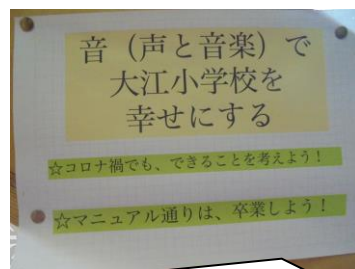 音（声と音楽）で
大江小学校を
幸せにする
☆コロナ禍でも、できることを考えよう！
☆マニュアル通りは、卒業しよう！